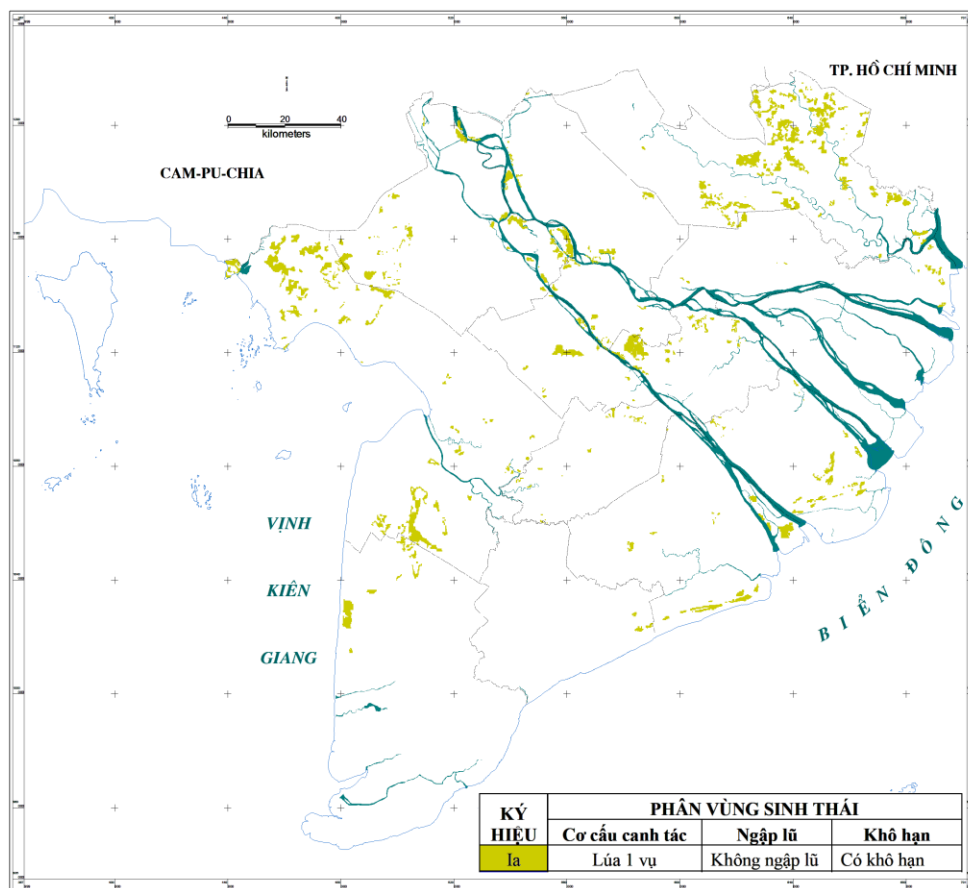 TP. HỒ CHÍ MINH
0 20 40
kilometers
CAM-PU-CHIA
VỊNH
KIÊN
GIANG
BIỂN ĐÔNG
KÝ HIỆU
PHÂN VÙNG SINH THÁI
Cơ cấu canh tác Ngập lũ Khô hạn
Ia Lúa 1 vụ Không ngập lũ Có khô hạn